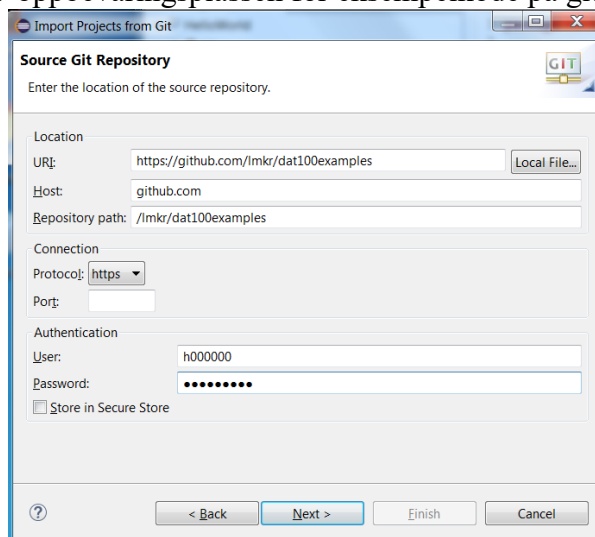 Import Projects from Git
Source Git Repository
Enter the location of the source repository.
GIT
Location
URI: https://github.com/lmkr/dat100examples Local File...
Host: github.com
Repository path: /lmkr/dat100examples
Connection
Protocol: https
Port:
Authentication
User: h000000
Password: ●●●●●●●●●
Store in Secure Store
? < Back Next > Finish Cancel